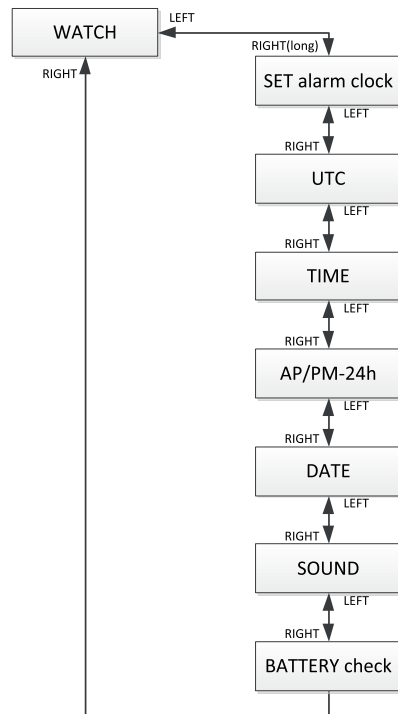 WATCH
LEFT
RIGHT(long)
RIGHT
SET alarm clock
LEFT
RIGHT
UTC
LEFT
RIGHT
TIME
LEFT
RIGHT
AP/PM-24h
LEFT
RIGHT
DATE
LEFT
RIGHT
SOUND
LEFT
RIGHT
BATTERY check